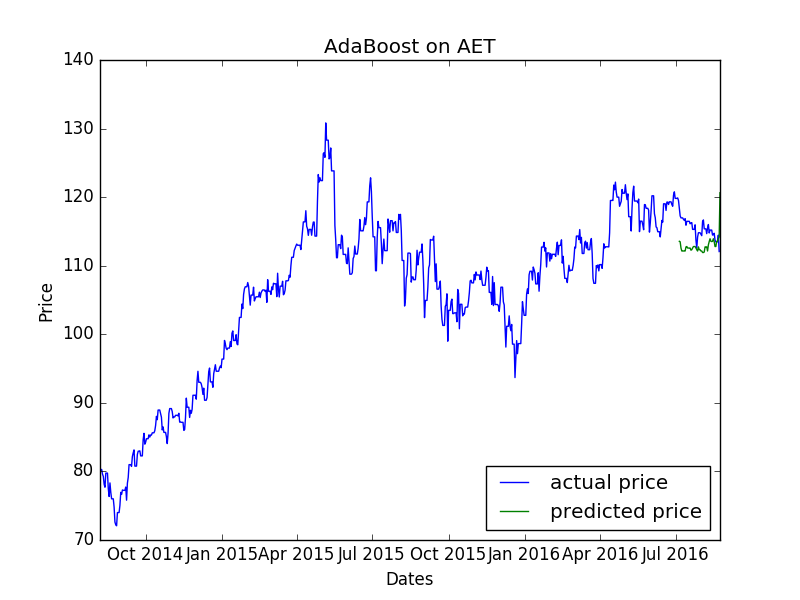 AdaBoost on AET
140
130
120
110
100
90
80
70
Price
actual price
predicted price
Oct 2014 Jan 2015 Apr 2015 Jul 2015 Oct 2015 Jan 2016 Apr 2016 Jul 2016
Dates